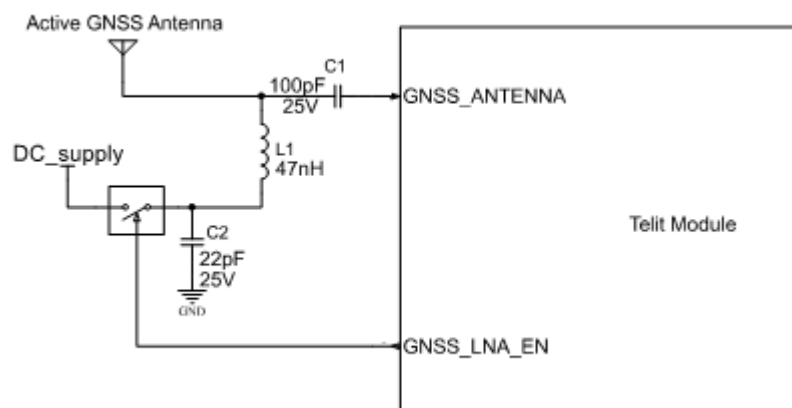 Active GNSS Antenna
C1
100pF
25V
GNSS_ANTENNA
L1
47nH
DC_supply
Telit Module
C2
22pF
25V
GND
GNSS_LNA_EN